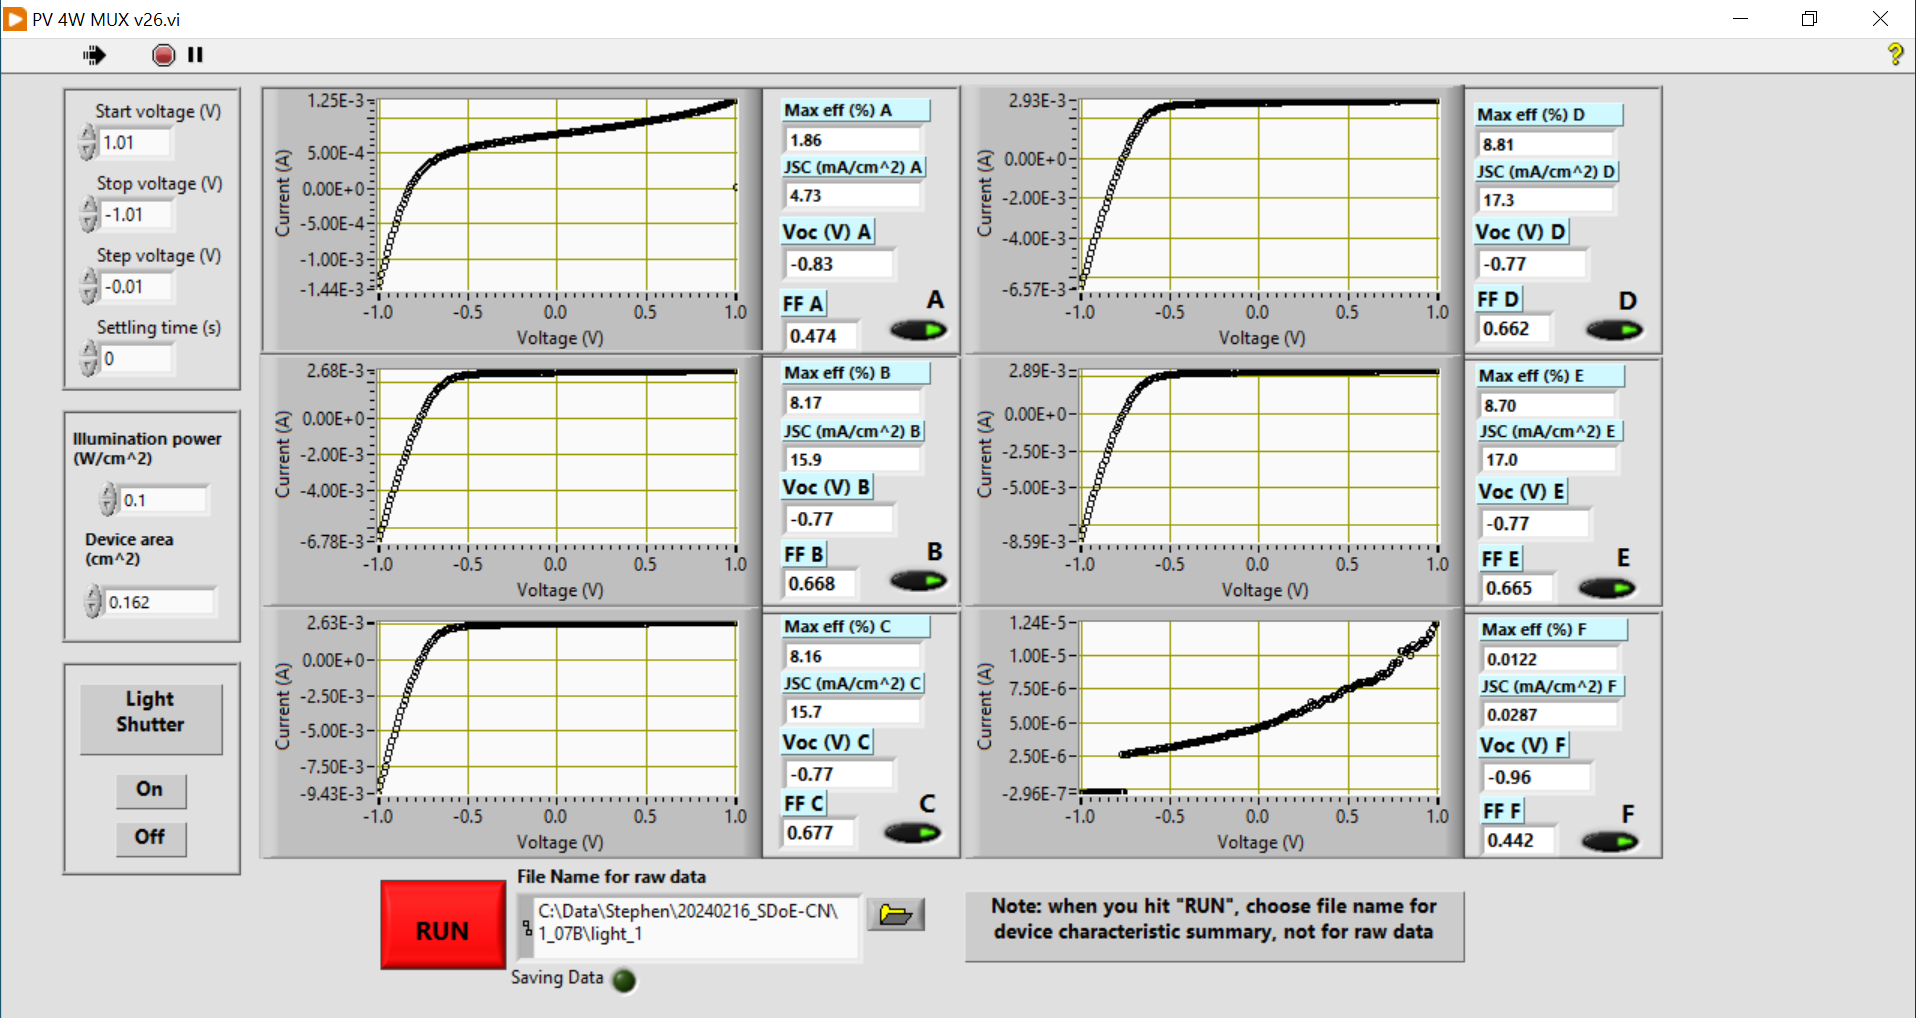 PV 4W MUX v26.vi
Start voltage (V)
1.01
Stop voltage (V)
-1.01
Step voltage (V)
-0.01
Settling time (s)
0
Illumination power
(W/cm^2)
0.1
Device area
(cm^2)
0.162
Light
Shutter
On
Off
1.25E-3
5.00E-4
0.00E+0
-5.00E-4
-1.00E-3
-1.44E-3
Current (A)
-1.0 -0.5 0.0 0.5 1.0
Voltage (V)
Max eff (%) A
1.86
JSC (mA/cm^2) A
4.73
Voc (V) A
-0.83
FF A
0.474
A
2.68E-3
0.00E+0
-2.00E-3
-4.00E-3
-6.78E-3
Current (A)
-1.0 -0.5 0.0 0.5 1.0
Voltage (V)
Max eff (%) B
8.17
JSC (mA/cm^2) B
15.9
Voc (V) B
-0.77
FF B
0.668
B
2.63E-3
0.00E+0
-2.50E-3
-5.00E-3
-7.50E-3
-9.43E-3
Current (A)
-1.0 -0.5 0.0 0.5 1.0
Voltage (V)
Max eff (%) C
8.16
JSC (mA/cm^2) C
15.7
Voc (V) C
-0.77
FF C
0.677
C
2.93E-3
0.00E+0
-2.00E-3
-4.00E-3
-6.57E-3
Current (A)
-1.0 -0.5 0.0 0.5 1.0
Voltage (V)
Max eff (%) D
8.81
JSC (mA/cm^2) D
17.3
Voc (V) D
-0.77
FF D
0.662
D
2.89E-3
0.00E+0
-2.50E-3
-5.00E-3
-8.59E-3
Current (A)
-1.0 -0.5 0.0 0.5 1.0
Voltage (V)
Max eff (%) E
8.70
JSC (mA/cm^2) E
17.0
Voc (V) E
-0.77
FF E
0.665
E
1.24E-5
1.00E-5
7.50E-6
5.00E-6
2.50E-6
-2.96E-7
Current (A)
-1.0 -0.5 0.0 0.5 1.0
Voltage (V)
Max eff (%) F
0.0122
JSC (mA/cm^2) F
0.0287
Voc (V) F
-0.96
FF F
0.442
F
RUN
File Name for raw data
C:\Data\Stephen\20240216_SDoE-CN\
1_07B\light_1
Saving Data
Note: when you hit "RUN", choose file name for
device characteristic summary, not for raw data